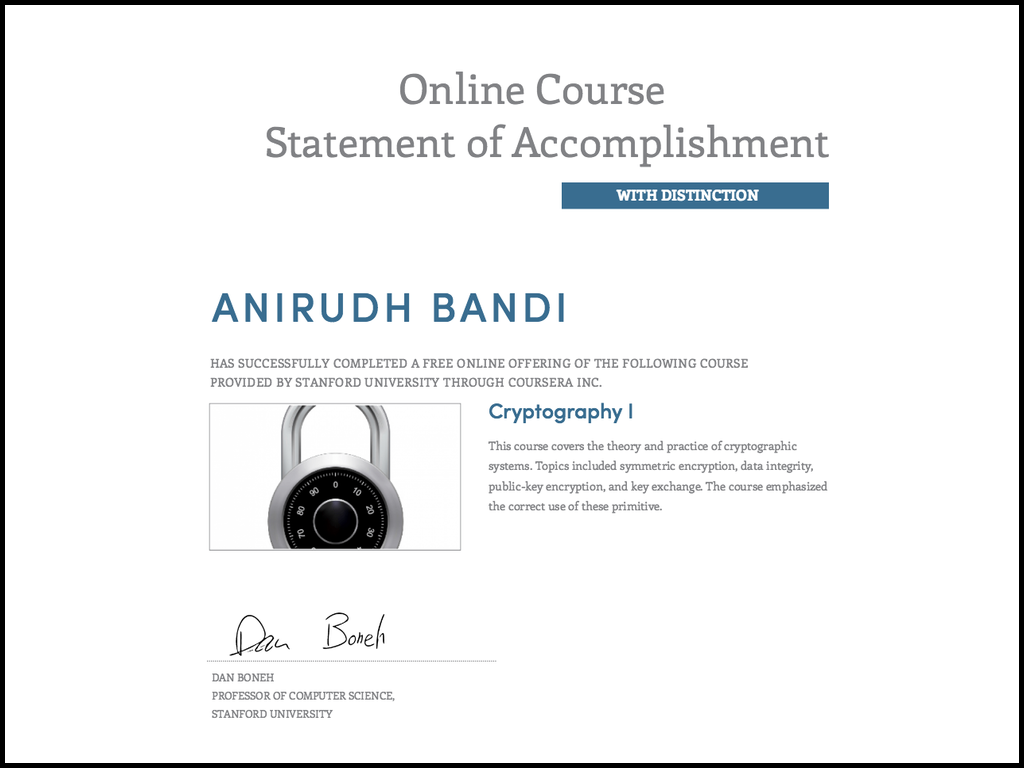 Online Course
Statement of Accomplishment
WITH DISTINCTION
ANIRUDH BANDI
HAS SUCCESSFULLY COMPLETED A FREE ONLINE OFFERING OF THE FOLLOWING COURSE
PROVIDED BY STANFORD UNIVERSITY THROUGH COURSERA INC.
Cryptography I
This course covers the theory and practice of cryptographic
systems. Topics included symmetric encryption, data integrity,
public-key encryption, and key exchange. The course emphasized
the correct use of these primitive.
70 80 90 0 10 20 30
Dan Boneh
DAN BONEH
PROFESSOR OF COMPUTER SCIENCE,
STANFORD UNIVERSITY